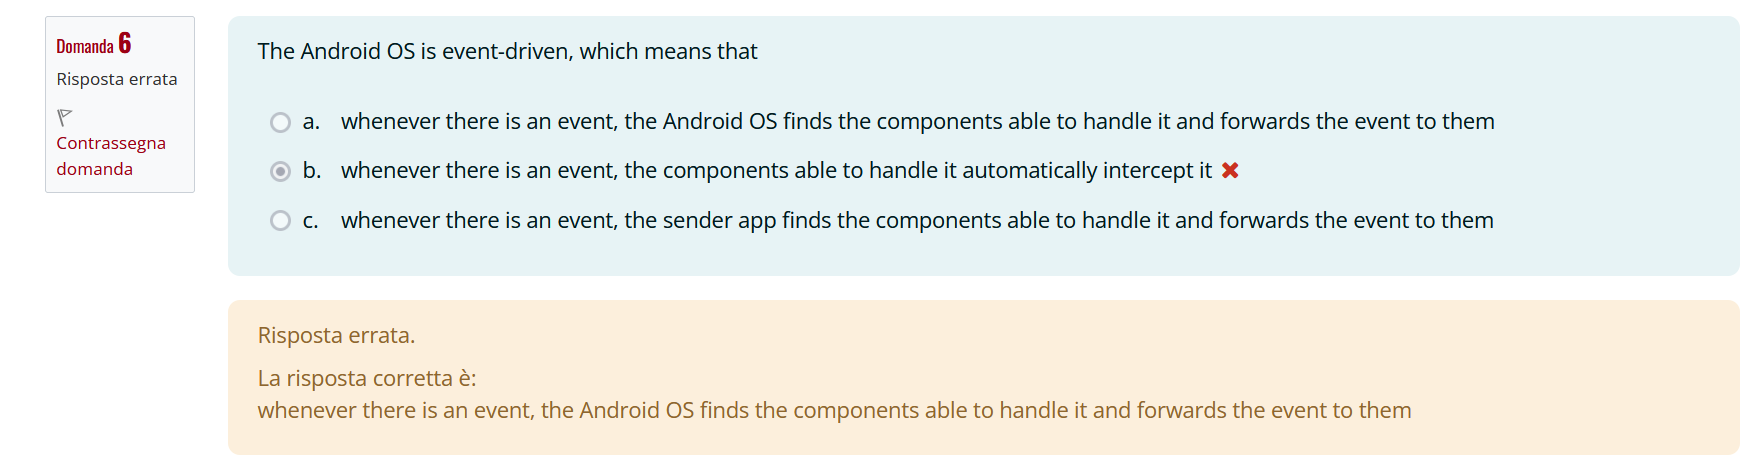 Domanda 6
Risposta errata
Contrassegna
domanda
The Android OS is event-driven, which means that
a. whenever there is an event, the Android OS finds the components able to handle it and forwards the event to them
b. whenever there is an event, the components able to handle it automatically intercept it
c. whenever there is an event, the sender app finds the components able to handle it and forwards the event to them
Risposta errata.
La risposta corretta è:
whenever there is an event, the Android OS finds the components able to handle it and forwards the event to them